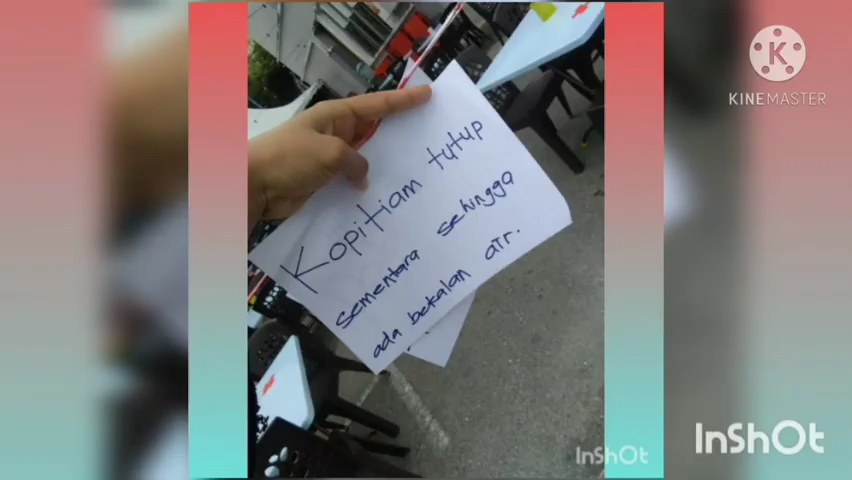 Kopitiam tutup
sementara sehingga
ada bekalan air.
KINEMASTER
InShOt
InShOt